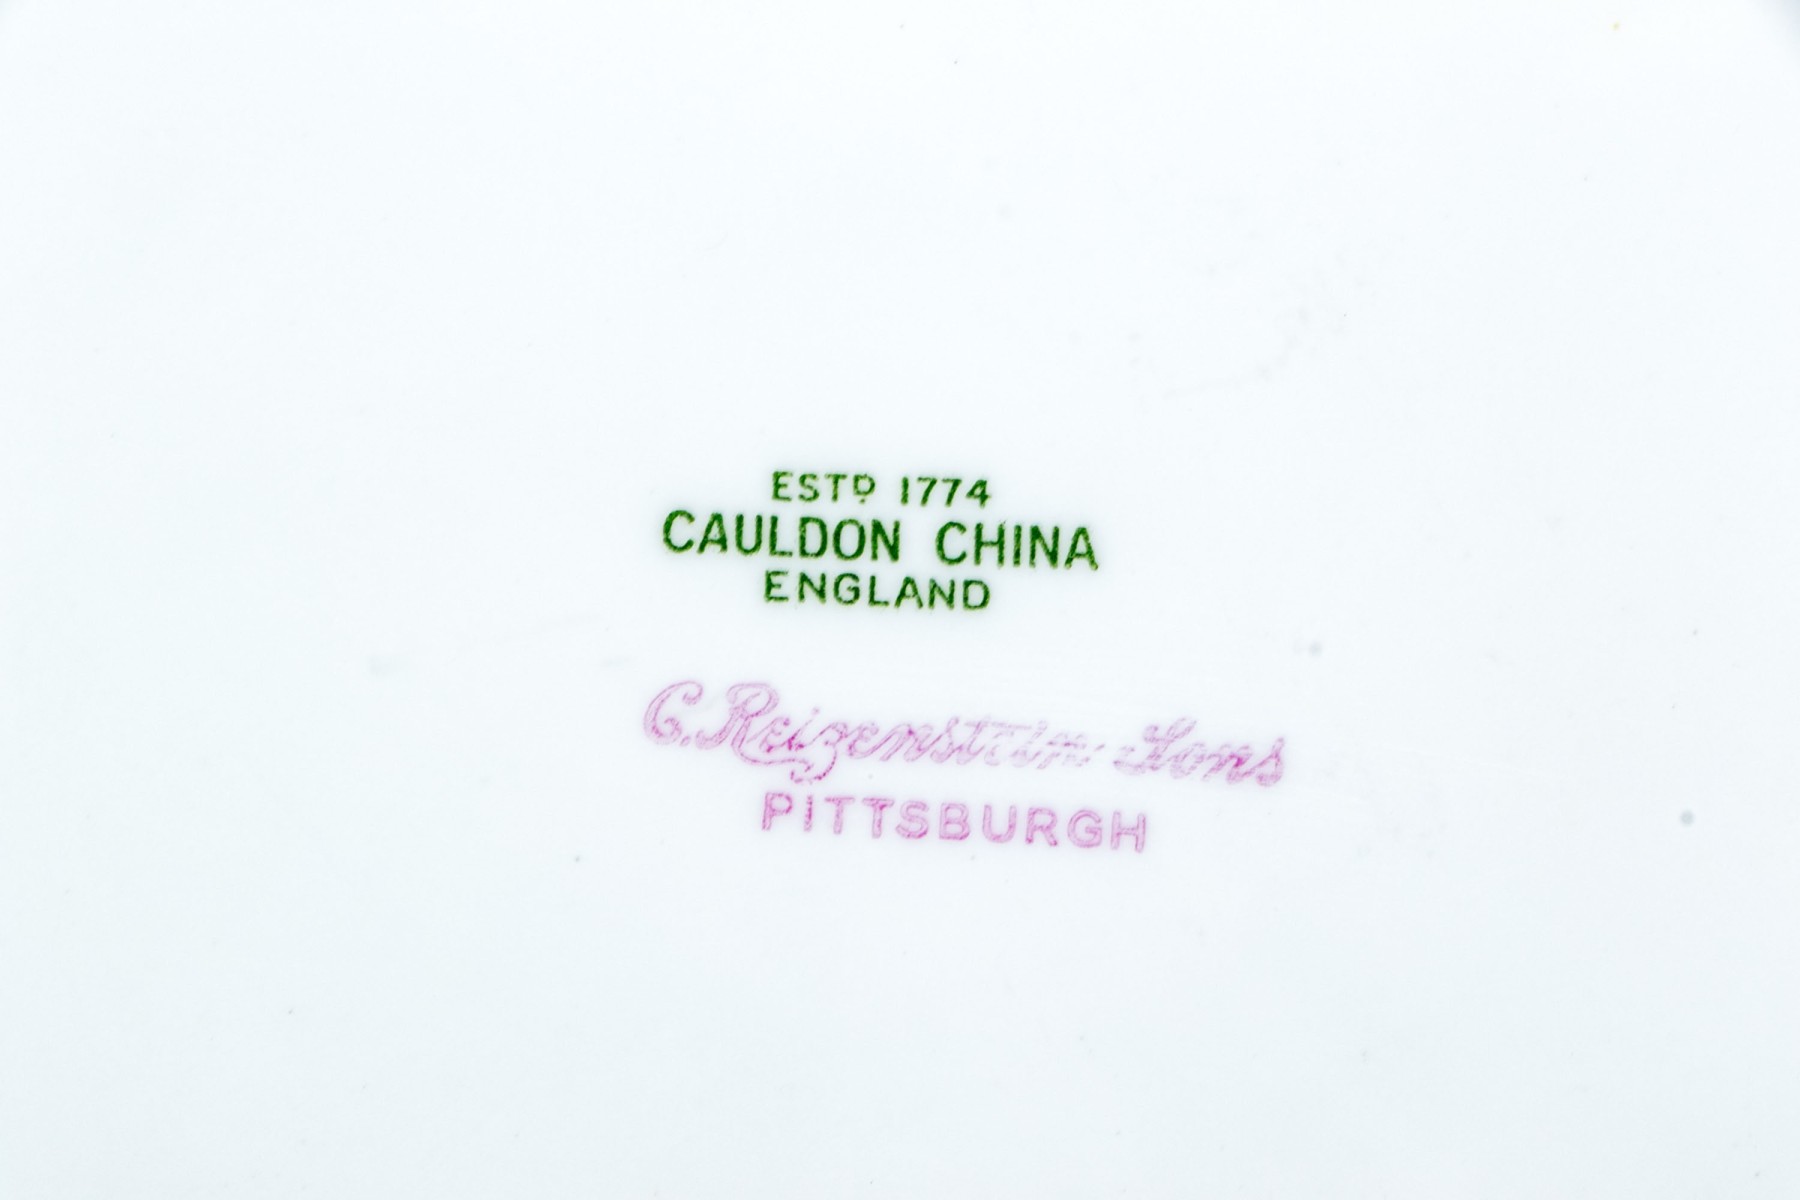 ESTD 1774
CAULDON CHINA
ENGLAND
C. Reizenstein Sons
PITTSBURGH